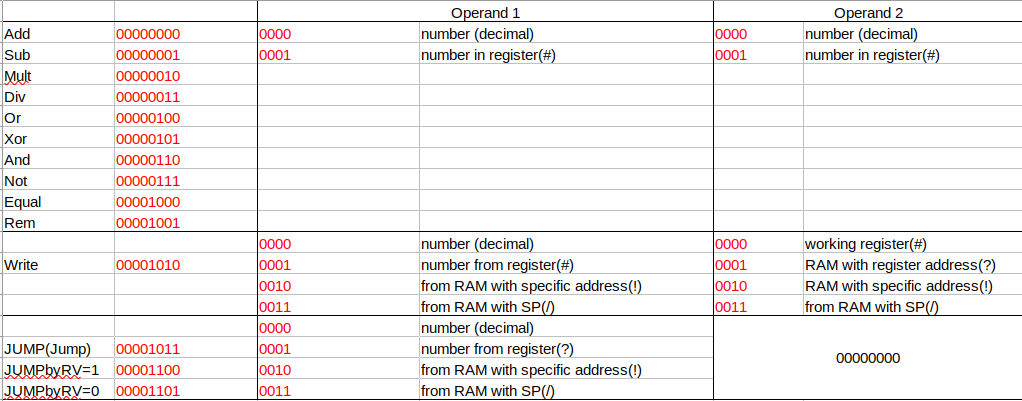 Operand 1 Operand 2
Add 00000000 0000 number (decimal) 0000 number (decimal)
Sub 00000001 0001 number in register(#) 0001 number in register(#)
Mult 00000010
Div 00000011
Or 00000100
Xor 00000101
And 00000110
Not 00000111
Equal 00001000
Rem 00001001
0000 number (decimal) 0000 working register(#)
Write 00001010 0001 number from register(#) 0001 RAM with register address(?)
0010 from RAM with specific address(!) 0010 RAM with specific address(!)
0011 from RAM with SP(/) 0011 from RAM with SP(/)
0000 number (decimal)
JUMP(Jump) 00001011 0001 number from register(?) 00000000
JUMPbyRV=1 00001100 0010 from RAM with specific address(!)
JUMPbyRV=0 00001101 0011 from RAM with SP(/)